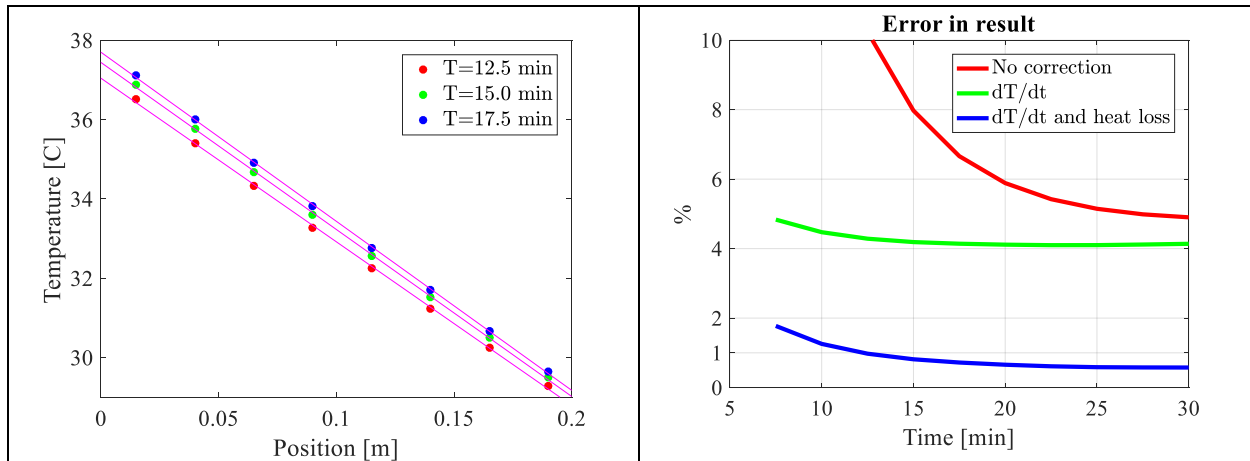 38
36
34
32
30
0
0.05
0.1
0.15
0.2
Temperature [C]
Position [m]
T=12.5 min
T=15.0 min
T=17.5 min
Error in result
10
8
6
4
2
1
0
5
10
15
20
25
30
%
Time [min]
No correction
dT/dt
dT/dt and heat loss